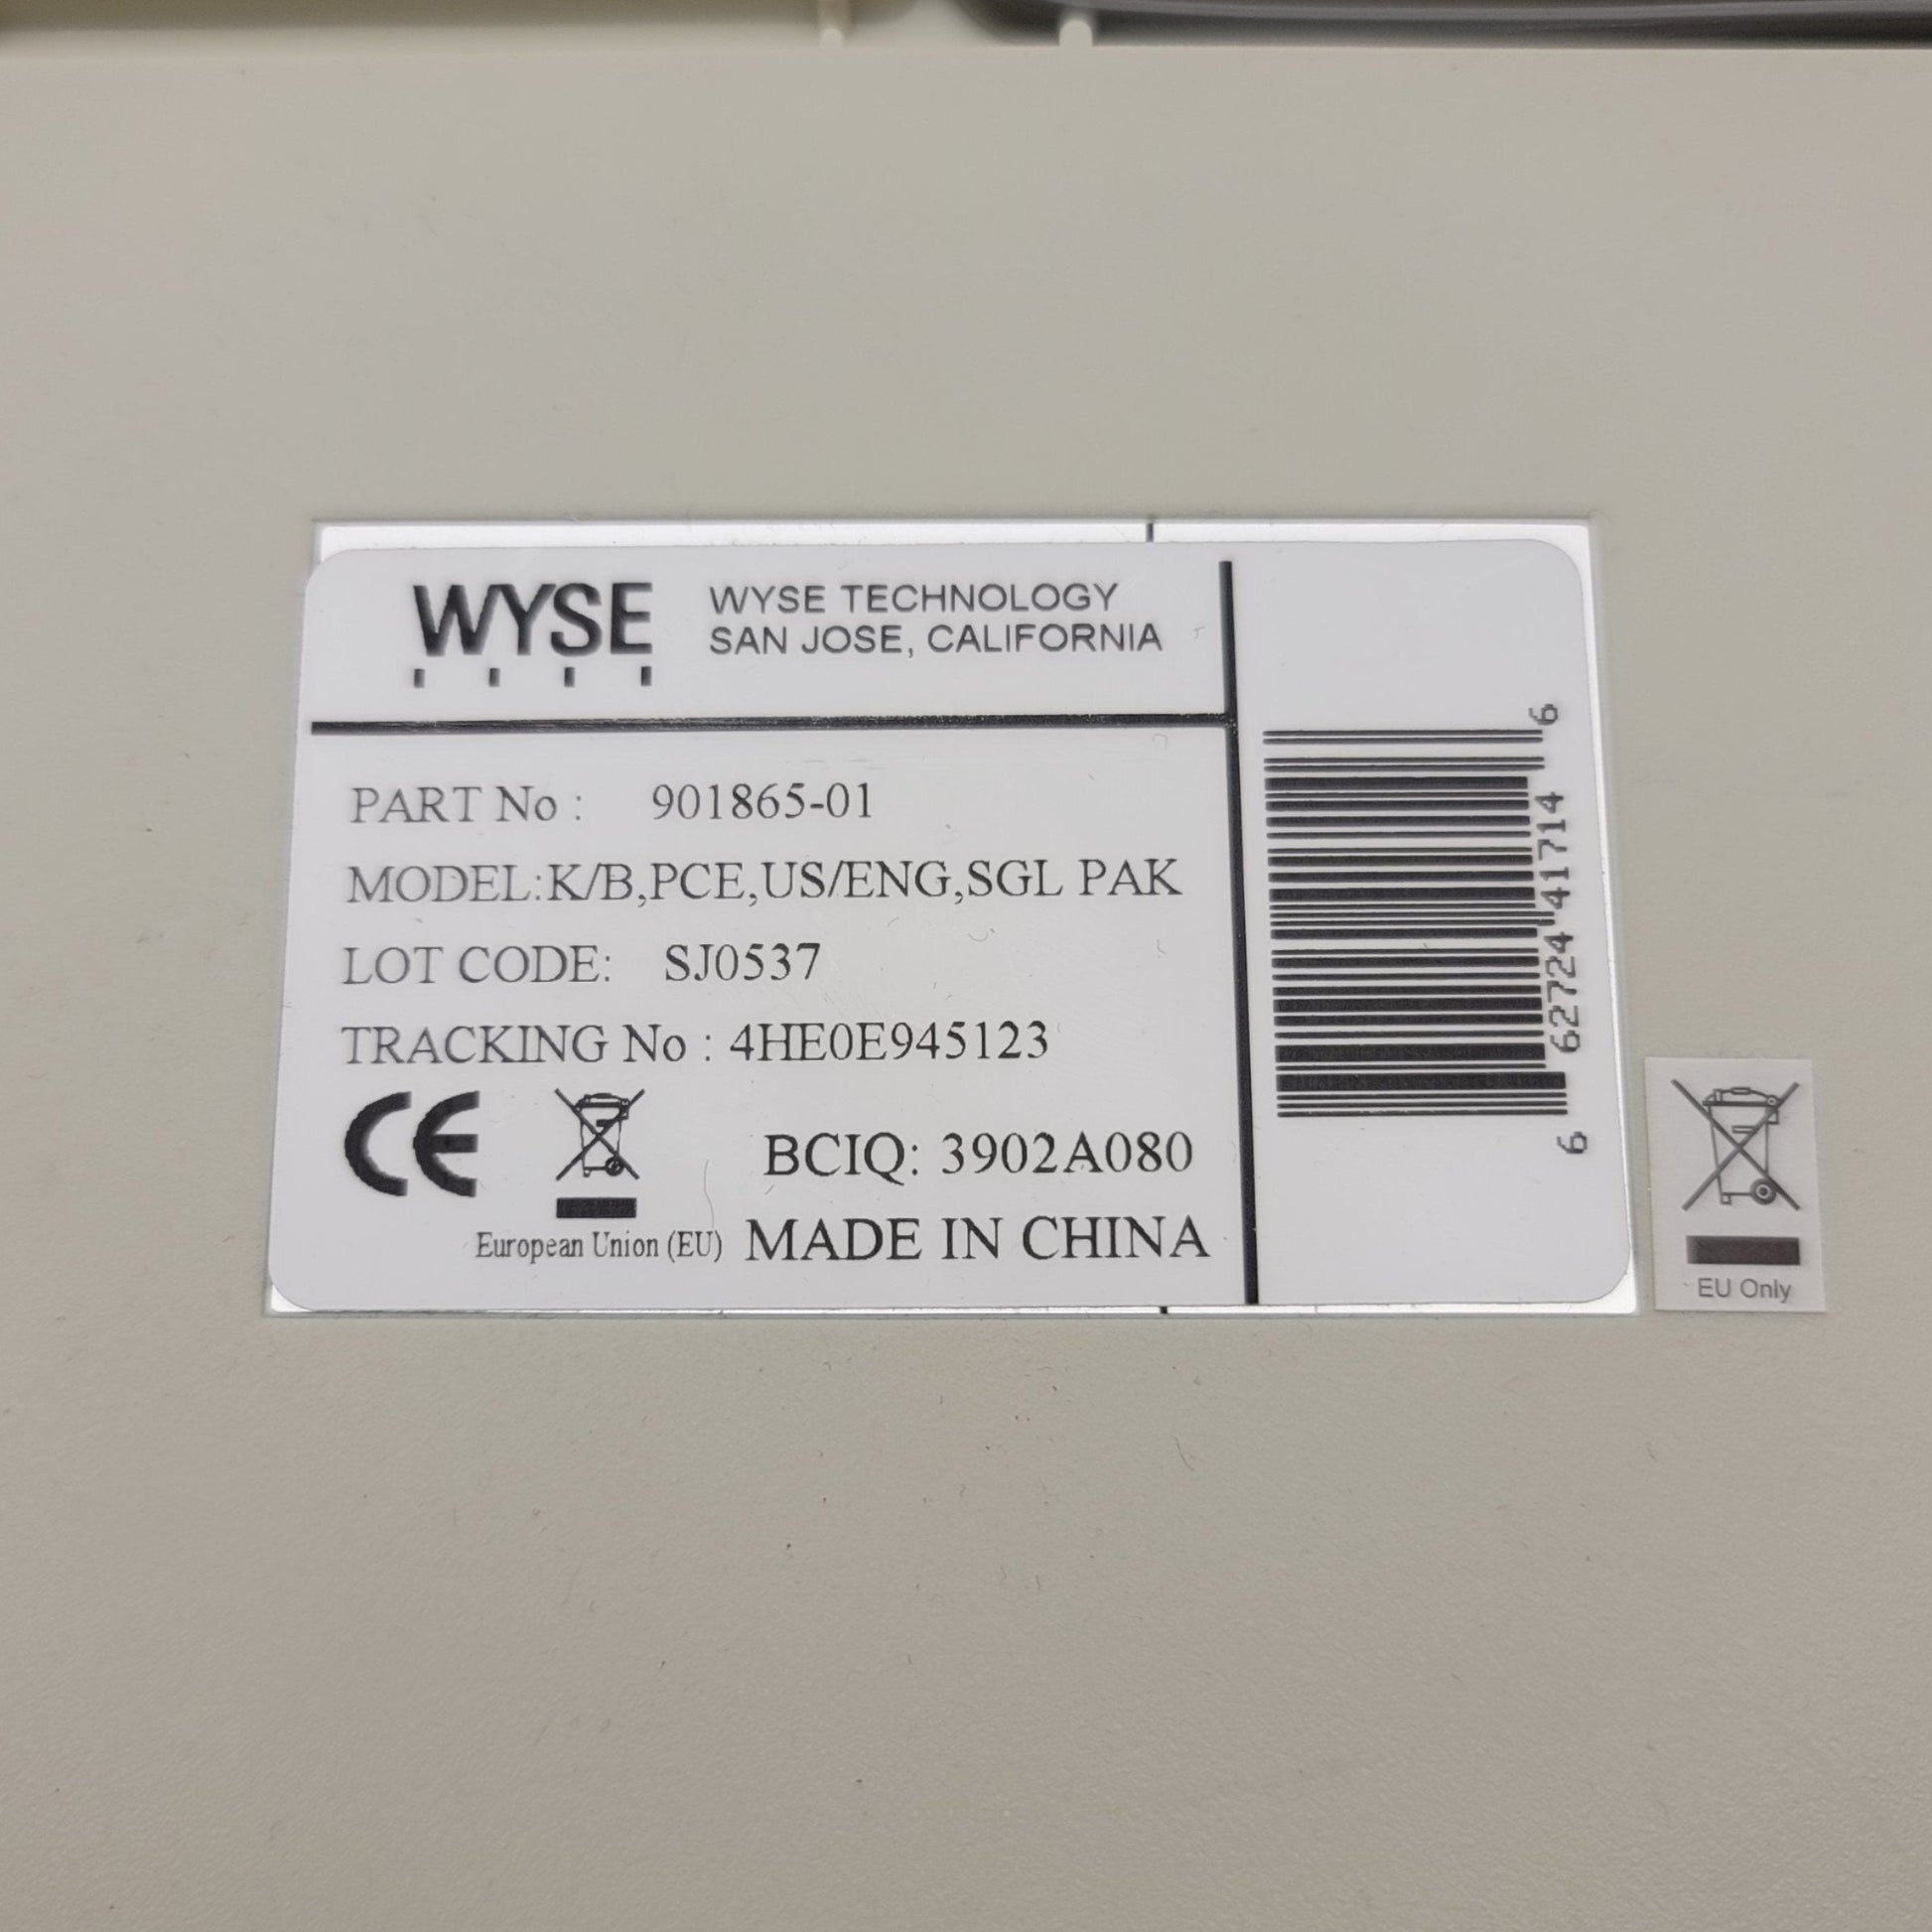 WYSE
WYSE TECHNOLOGY
SAN JOSE, CALIFORNIA
PART No : 901865-01
MODEL:K/B,PCE,US/ENG,SGL PAK
LOT CODE: SJ0537
TRACKING No : 4HE0E945123
CE
BCIQ: 3902A080
European Union (EU) MADE IN CHINA
6 62724 41714 6
EU Only